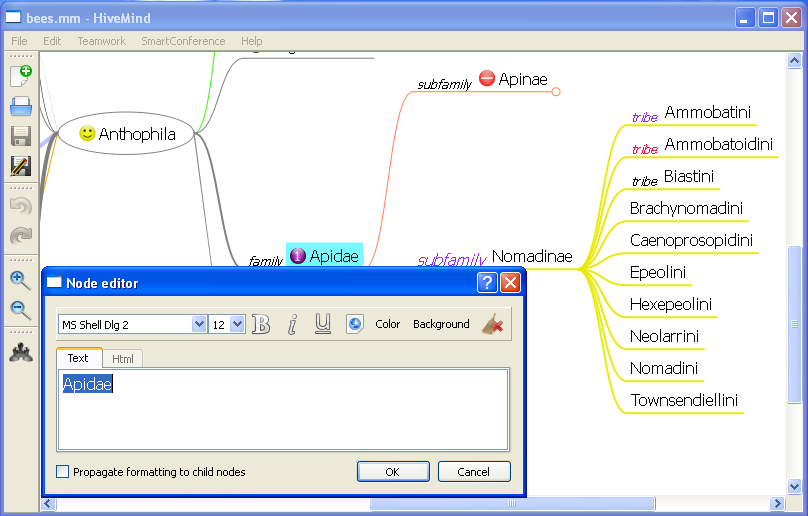 bees.mm - HiveMind
File Edit Teamwork SmartConference Help
subfamily Apinae
Anthophila
tribe Ammobatini
tribe Ammobatoidini
tribe Biastini
Brachynomadini
family Apidae
subfamily Nomadinae
Caenoprosopidini
Epeolini
Hexepeolini
Neolarrini
Nomadini
Townsendiellini
Node editor
MS Shell Dlg 2 12 B i U Color Background
Text Html
Apidae
Propagate formatting to child nodes OK Cancel